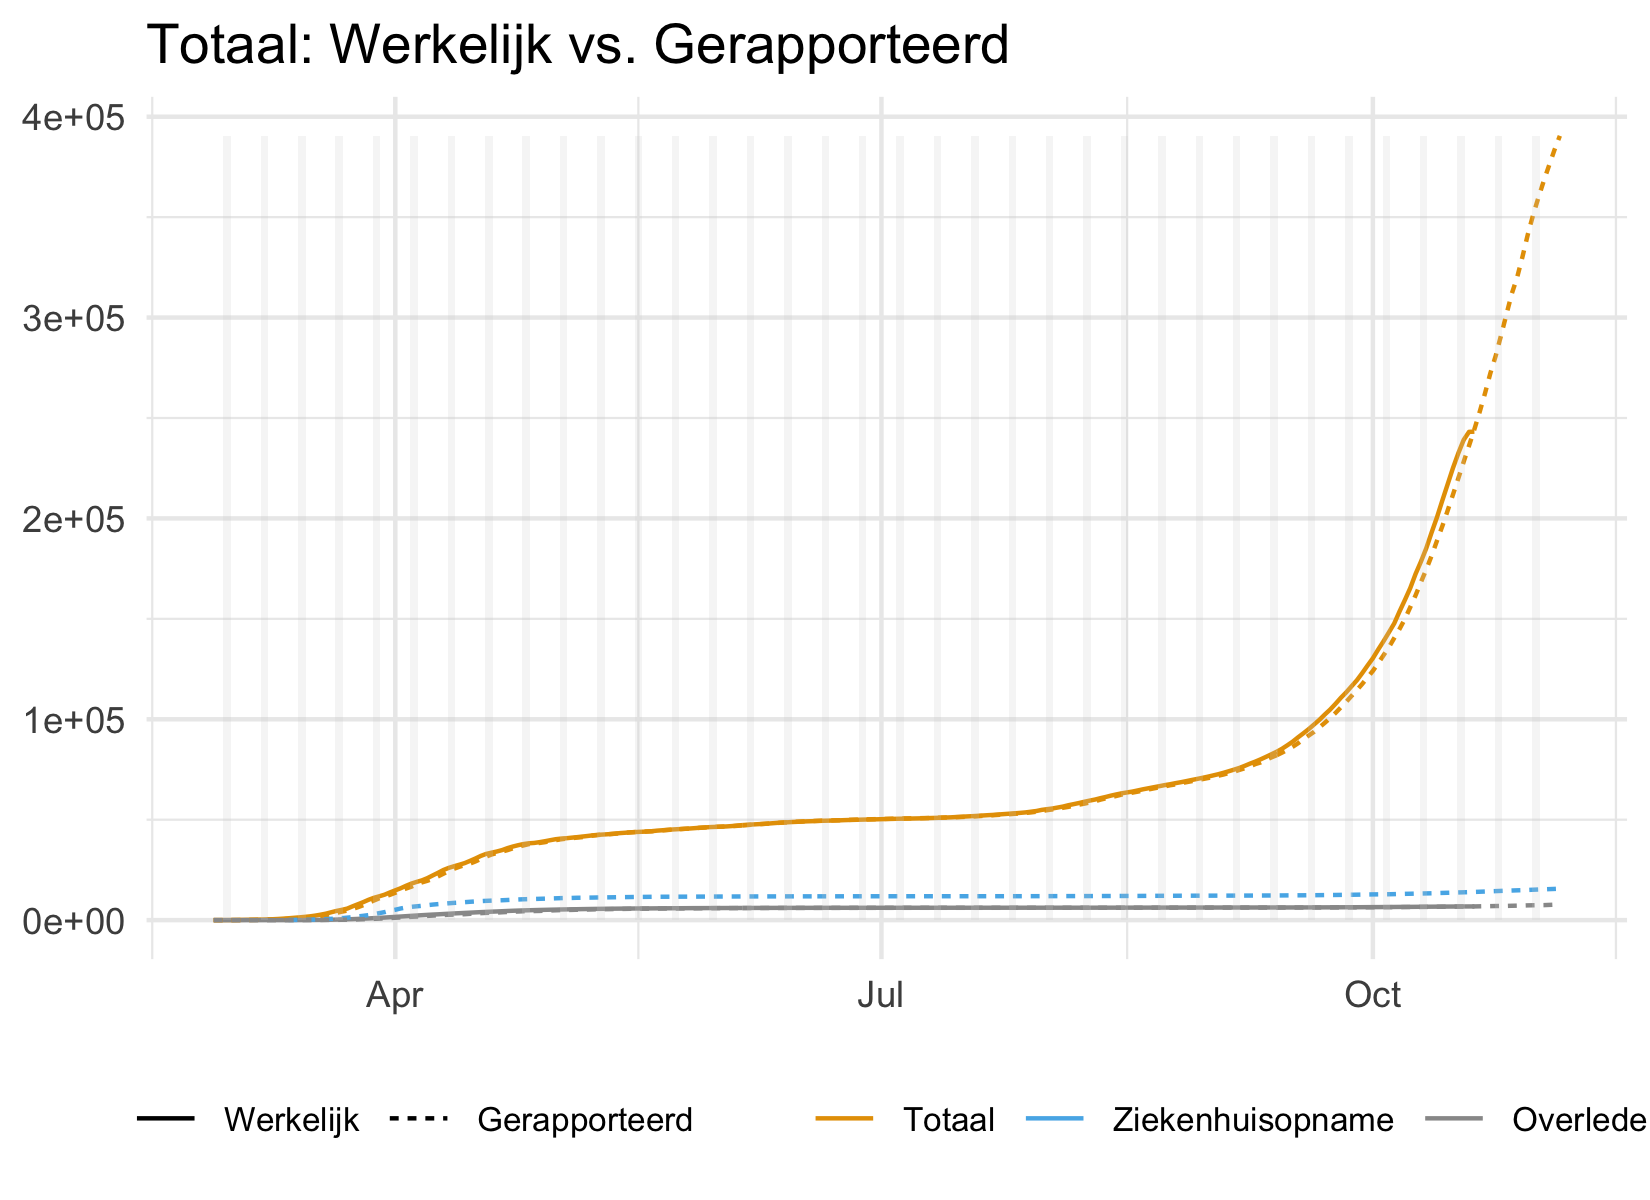 Totaal: Werkelijk vs. Gerapporteerd
4e+05
3e+05
2e+05
1e+05
0e+00
Apr Jul Oct
Werkelijk Gerapporteerd Totaal Ziekenhuisopname Overlede